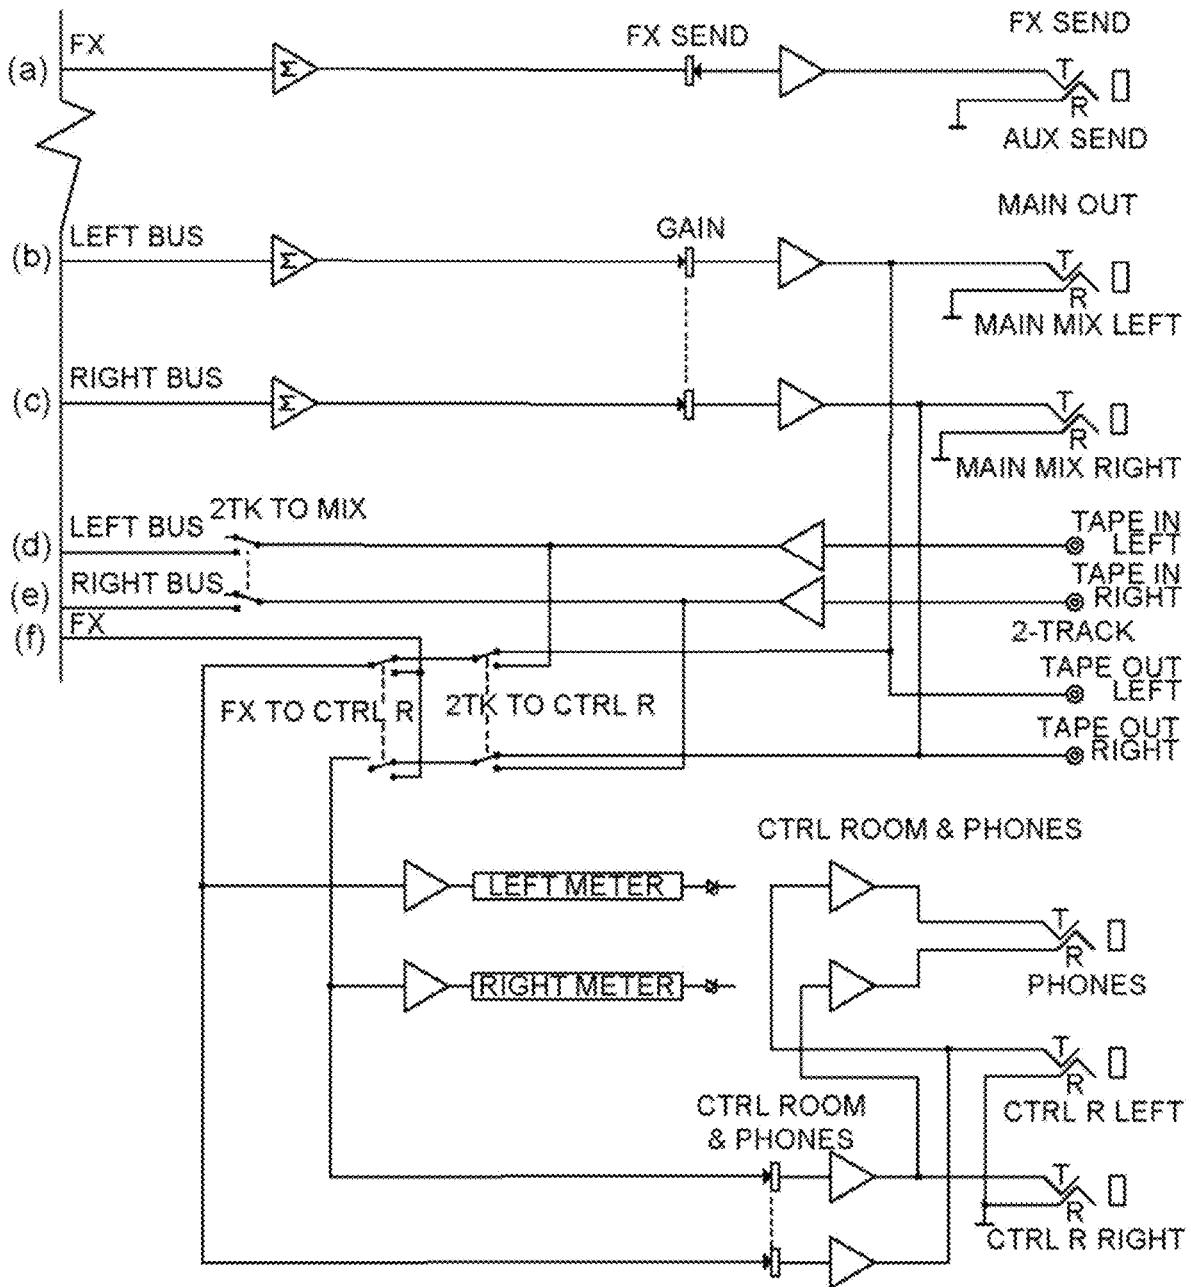 FX SEND
FX
FX SEND
(a)
Σ
T
R
AUX SEND
MAIN OUT
LEFT BUS
GAIN
(b)
Σ
T
R
MAIN MIX LEFT
RIGHT BUS
(c)
Σ
T
R
MAIN MIX RIGHT
2TK TO MIX
TAPE IN
LEFT BUS
LEFT
(d)
TAPE IN
RIGHT BUS
RIGHT
(e)
FX
2-TRACK
(f)
TAPE OUT
LEFT
FX TO CTRL R
2TK TO CTRL R
TAPE OUT
RIGHT
CTRL ROOM & PHONES
LEFT METER
T
R
RIGHT METER
PHONES
T
R
CTRL ROOM
& PHONES
CTRL R LEFT
T
R
CTRL R RIGHT